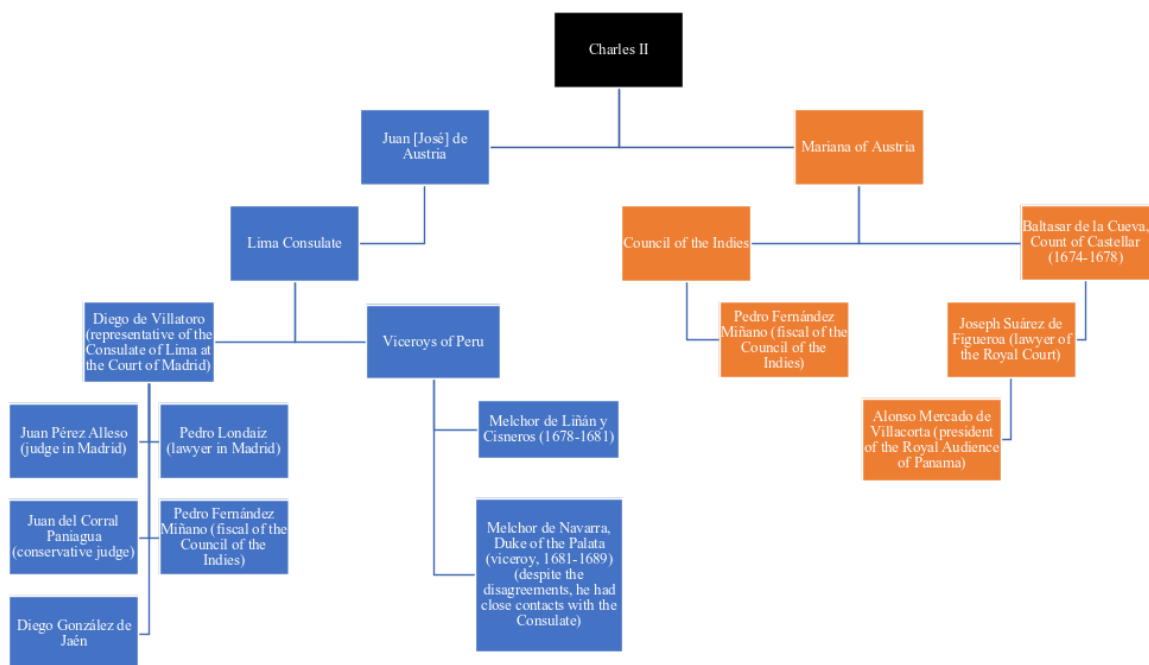 Charles II
Juan [José] de
Austria
Mariana of Austria
Lima Consulate
Council of the Indies
Baltasar de la Cueva,
Count of Castellar
(1674-1678)
Diego de Villatoro
(representative of the
Consulate of Lima at
the Court of Madrid)
Viceroys of Peru
Pedro Fernández
Miñano (fiscal of the
Council of the
Indies)
Joseph Suárez de
Figueroa (lawyer of
the Royal Court)
Juan Pérez Alleso
(judge in Madrid)
Pedro Londaiz
(lawyer in Madrid)
Melchor de Liñán y
Cisneros (1678-1681)
Alonso Mercado de
Villacorta (president
of the Royal Audience
of Panama)
Juan del Corral
Paniagua
(conservative judge)
Pedro Fernández
Miñano (fiscal of the
Council of the
Indies)
Melchor de Navarra,
Duke of the Palata
(viceroy, 1681-1689)
(despite the
disagreements, he had
close contacts with the
Consulate)
Diego González de
Jaén